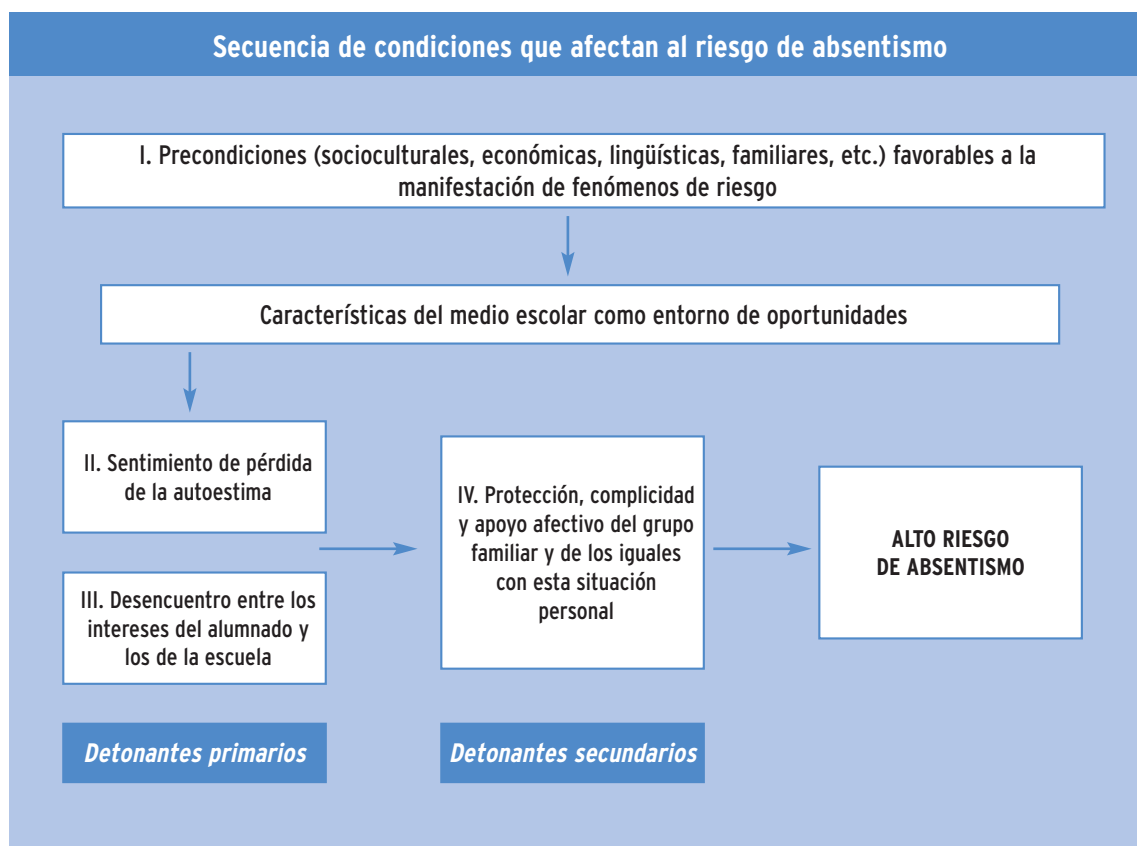 Secuencia de condiciones que afectan al riesgo de absentismo
I. Precondiciones (socioculturales, económicas, lingüísticas, familiares, etc.) favorables a la
manifestación de fenómenos de riesgo
Características del medio escolar como entorno de oportunidades
II. Sentimiento de pérdida
de la autoestima
III. Desencuentro entre los
intereses del alumnado y
los de la escuela
IV. Protección, complicidad
y apoyo afectivo del grupo
familiar y de los iguales
con esta situación
personal
ALTO RIESGO
DE ABSENTISMO
Detonantes primarios
Detonantes secundarios